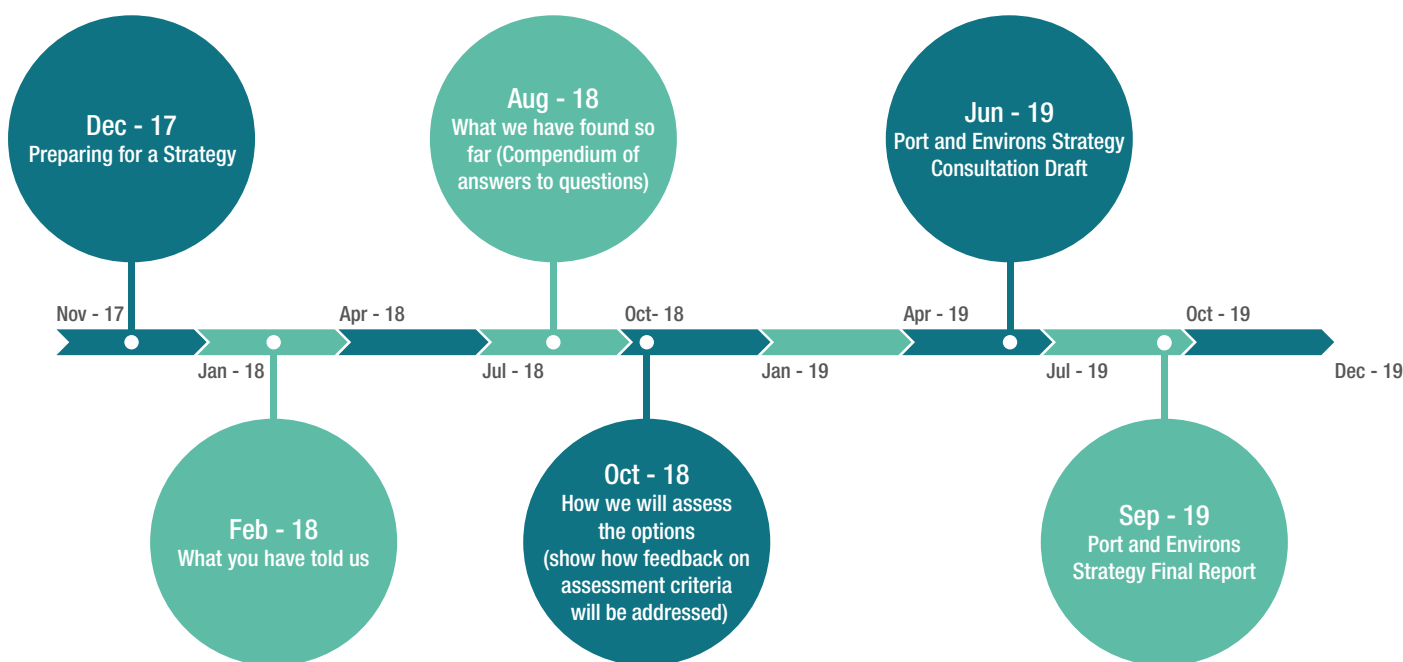 Dec - 17
Preparing for a Strategy
Aug - 18
What we have found so
far (Compendium of
answers to questions)
Jun - 19
Port and Environs Strategy
Consultation Draft
Nov - 17
Apr - 18
Oct- 18
Apr - 19
Oct - 19
Jan - 18
Jul - 18
Jan - 19
Jul - 19
Dec - 19
Feb - 18
What you have told us
Oct - 18
How we will assess
the options
(show how feedback on
assessment criteria
will be addressed)
Sep - 19
Port and Environs
Strategy Final Report